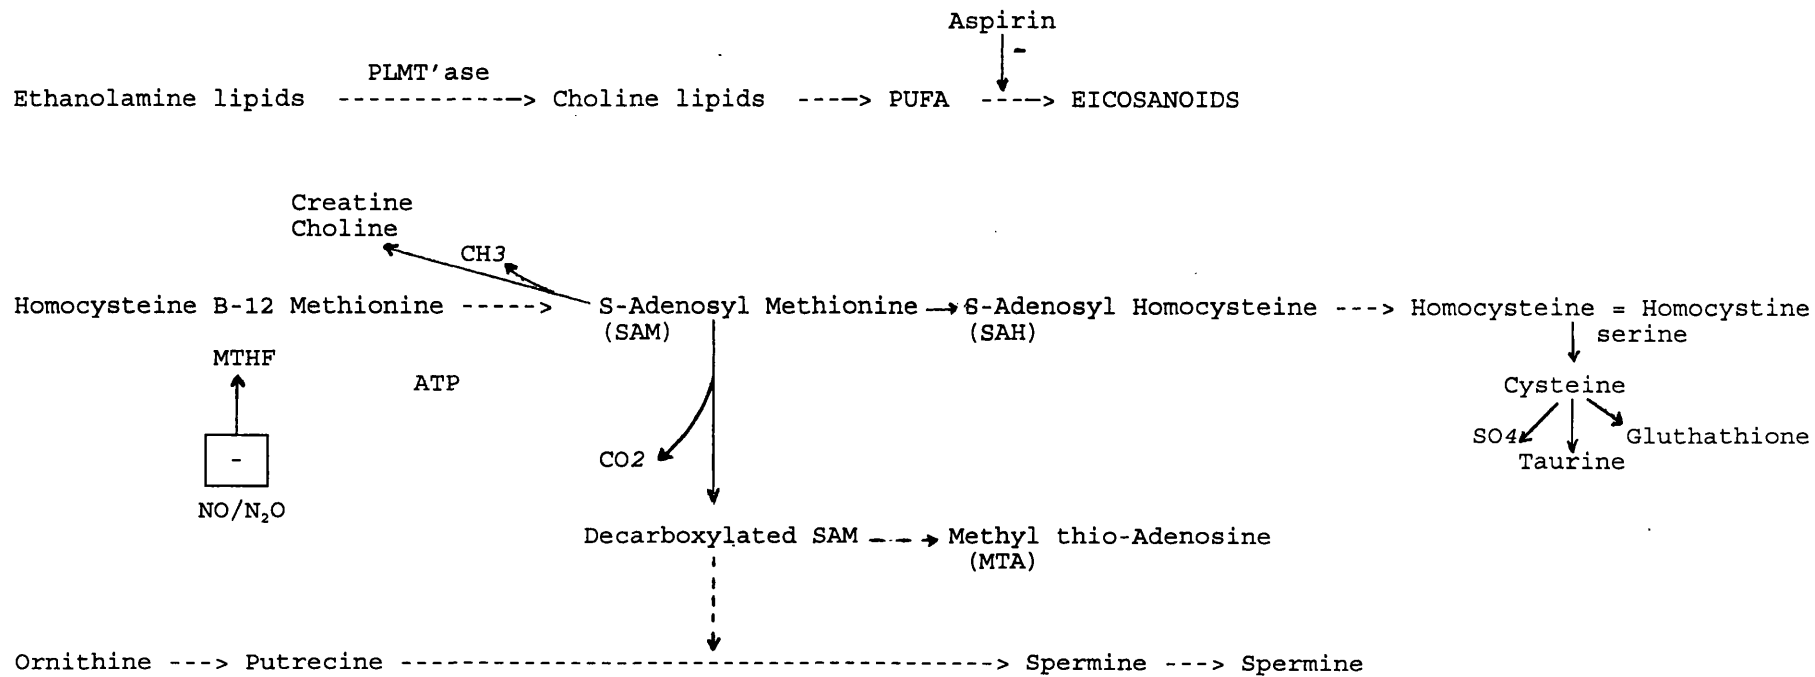 Aspirin
-
PLMT'ase
Ethanolamine lipids ------------> Choline lipids ----> PUFA ----> EICOSANOIDS
Creatine
Choline
CH3
Homocysteine B-12 Methionine -----> S-Adenosyl Methionine S-Adenosyl Homocysteine ---> Homocysteine = Homocystine
(SAM) (SAH) serine
MTHF
ATP Cysteine
SO4 Gluthathione
- CO2 Taurine
NO/N₂O
Decarboxylated SAM Methyl thio-Adenosine
(MTA)
Ornithine ---> Putrecine ---------------------------------------> Spermine ---> Spermine